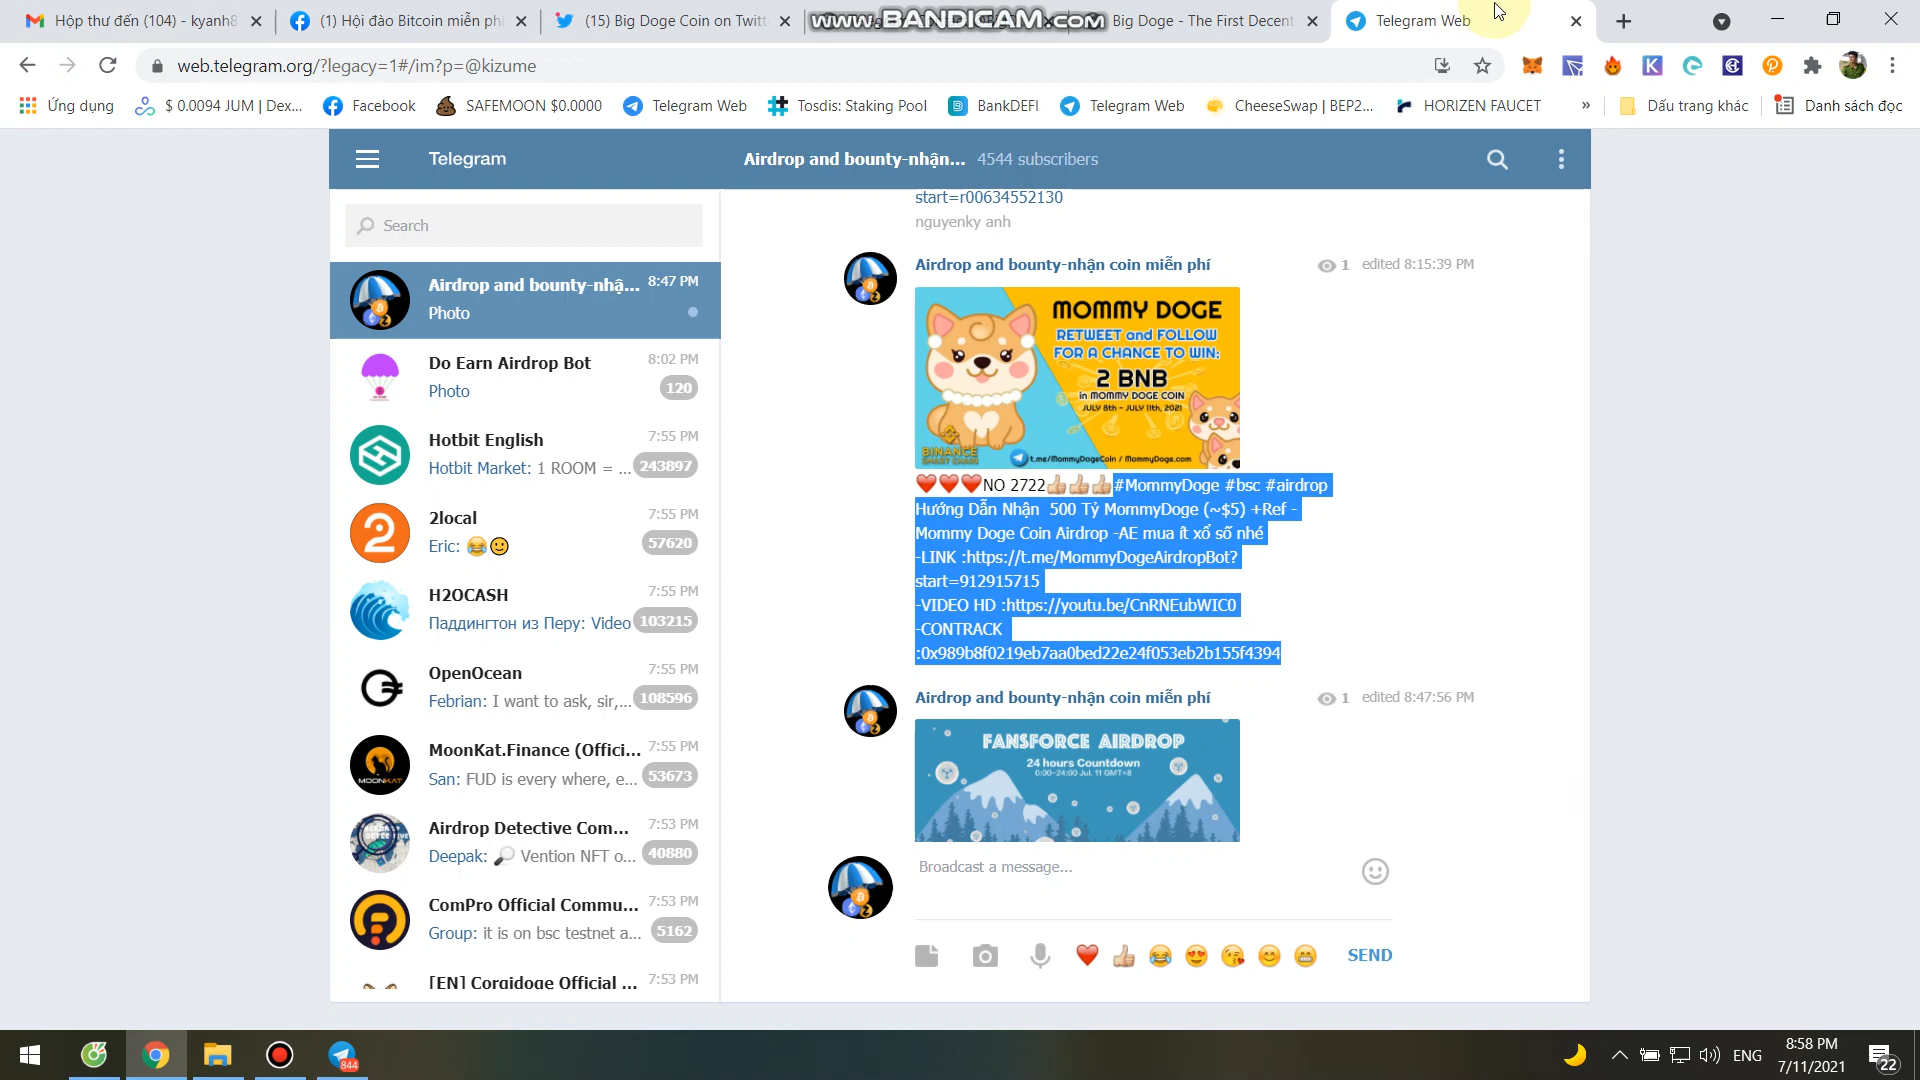 Hộp thư đến (104) - kyanh8
(1) Hội đào Bitcoin miễn phí
(15) Big Doge Coin on Twitt
www.BANDICAM.com
Big Doge - The First Decent
Telegram Web
web.telegram.org/?legacy=1#/im?p=@kizume
Ứng dụng
$ 0.0094 JUM | Dex...
Facebook
SAFEMOON $0.0000
Telegram Web
Tosdis: Staking Pool
BankDEFI
Telegram Web
CheeseSwap | BEP2...
HORIZEN FAUCET
»
Dấu trang khác
Danh sách đọc
Telegram
Airdrop and bounty-nhận... 4544 subscribers
Search
Airdrop and bounty-nhậ... 8:47 PM
Photo
Do Earn Airdrop Bot 8:02 PM
Photo 120
Hotbit English 7:55 PM
Hotbit Market: 1 ROOM = ... 243897
2local 7:55 PM
Eric: 😂🙂 57620
H2OCASH 7:55 PM
Паддингтон из Перу: Video 103215
OpenOcean 7:55 PM
Febrian: I want to ask, sir,... 108596
MOONKAT
MoonKat.Finance (Offici... 7:55 PM
San: FUD is every where, e... 53673
Airdrop Detective Com... 7:53 PM
Deepak: 🔎 Vention NFT o... 40880
ComPro Official Commu... 7:53 PM
Group: it is on bsc testnet a... 5162
[EN] Corgidoge Official ... 7:53 PM
start=r00634552130
nguyenky anh
Airdrop and bounty-nhận coin miễn phí 1 edited 8:15:39 PM
MOMMY DOGE
RETWEET and FOLLOW
FOR A CHANCE TO WIN:
2 BNB
in MOMMY DOGE COIN
JULY 8th - JULY 11th, 2021
BINANCE
SMART CHAIN
t.me/MommyDogeCoin / MommyDoge.com
❤️❤️❤️NO 2722👍🏻👍🏻👍🏻#MommyDoge #bsc #airdrop
Hướng Dẫn Nhận 500 Tỷ MommyDoge (~$5) +Ref -
Mommy Doge Coin Airdrop -AE mua ít xổ số nhé
-LINK :https://t.me/MommyDogeAirdropBot?
start=912915715
-VIDEO HD :https://youtu.be/CnRNEubWIC0
-CONTRACK
:0x989b8f0219eb7aa0bed22e24f053eb2b155f4394
Airdrop and bounty-nhận coin miễn phí 1 edited 8:47:56 PM
FANSFORCE AIRDROP
24 hours Countdown
0:00-24:00 Jul. 11 GMT+8
Broadcast a message...
SEND
844
ENG
8:58 PM
7/11/2021
22